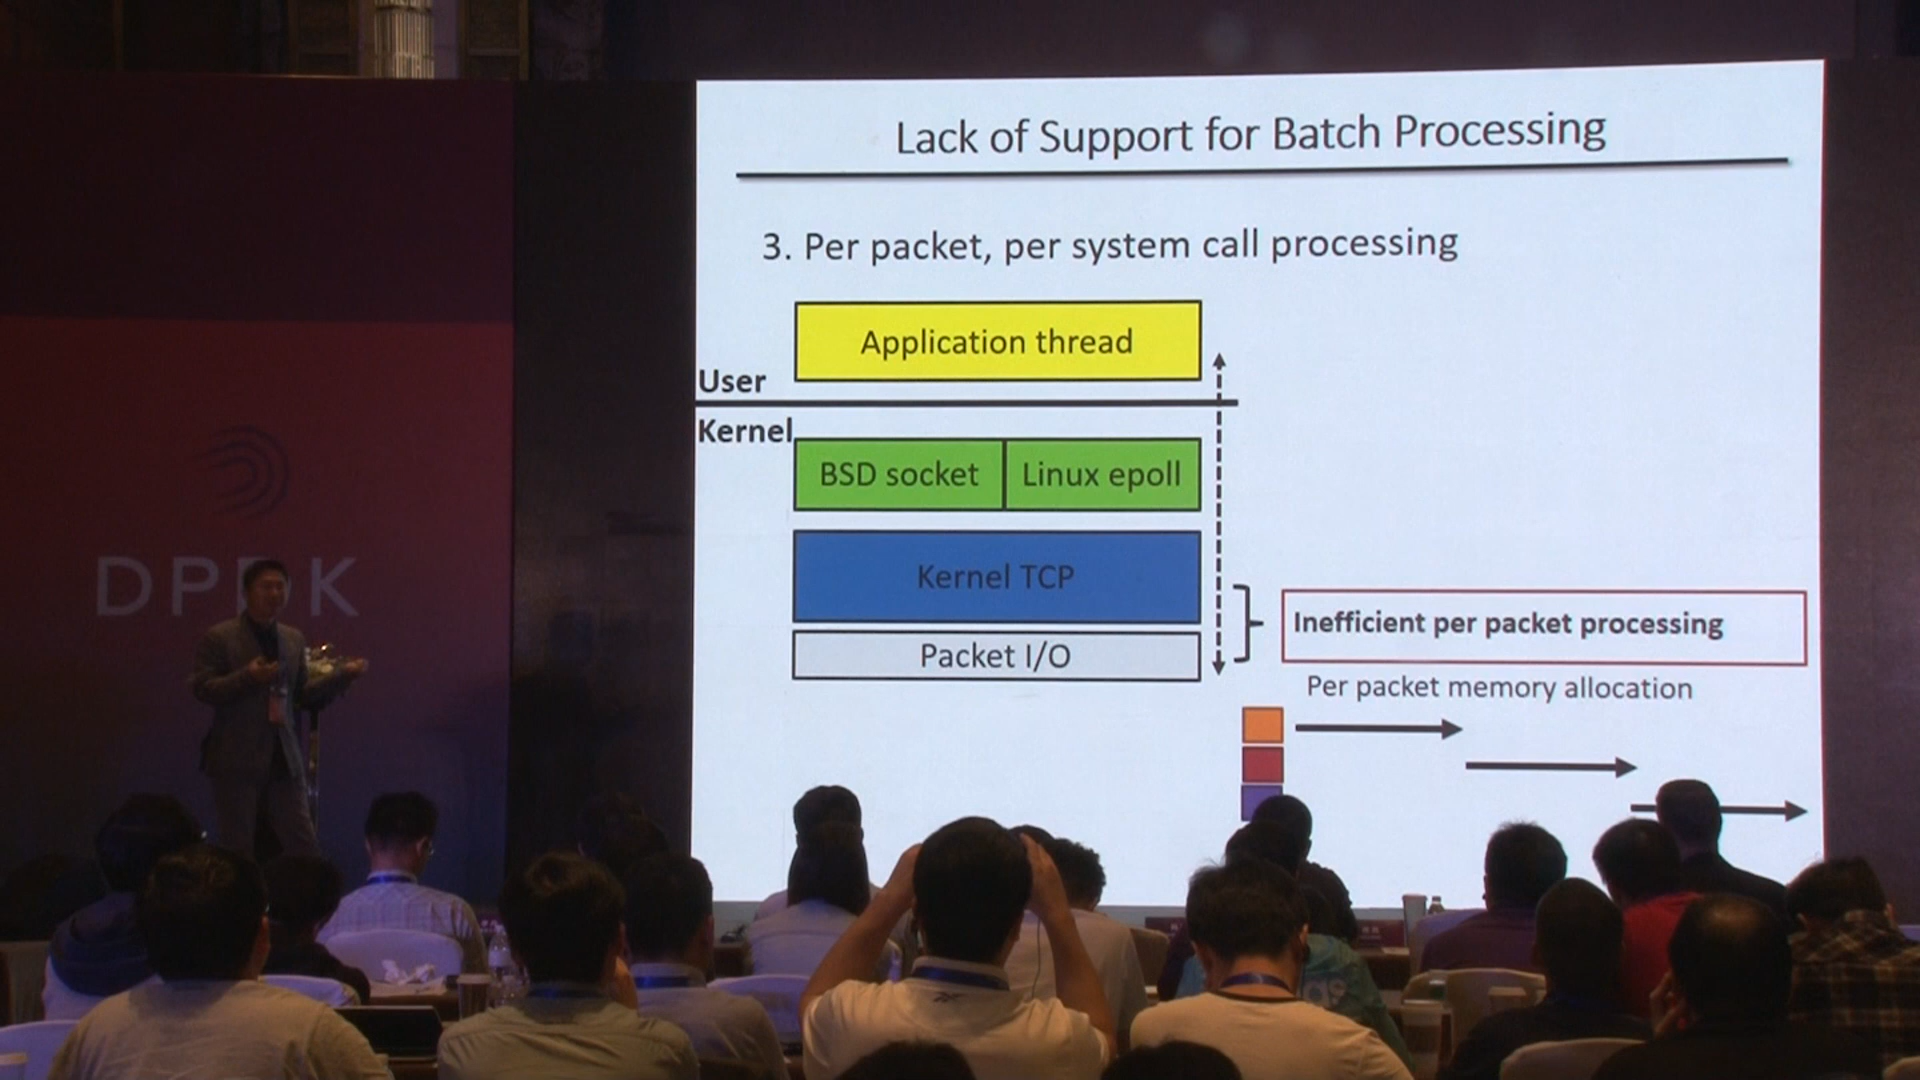 Lack of Support for Batch Processing
3. Per packet, per system call processing
Application thread
User
Kernel
BSD socket
Linux epoll
Kernel TCP
Packet I/O
Inefficient per packet processing
Per packet memory allocation
DPDK
as